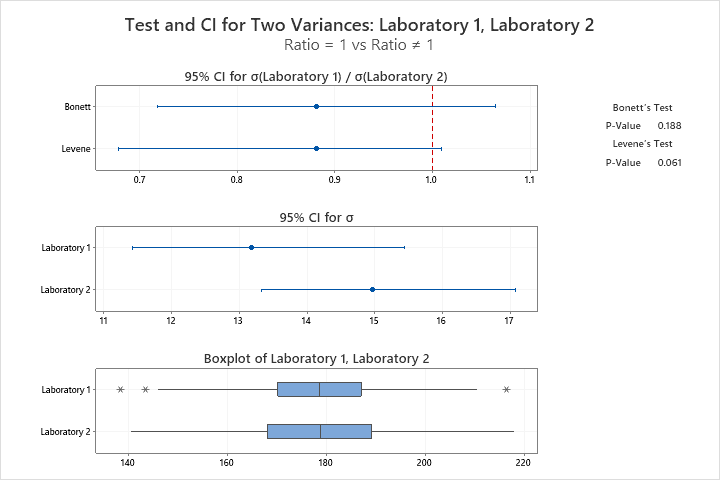 Test and CI for Two Variances: Laboratory 1, Laboratory 2
Ratio = 1 vs Ratio ≠ 1
95% CI for σ(Laboratory 1) / σ(Laboratory 2)
Bonett
Levene
0.7 0.8 0.9 1.0 1.1
Bonett's Test
P-Value 0.188
Levene's Test
P-Value 0.061
95% CI for σ
Laboratory 1
Laboratory 2
11 12 13 14 15 16 17
Boxplot of Laboratory 1, Laboratory 2
Laboratory 1
Laboratory 2
140 160 180 200 220